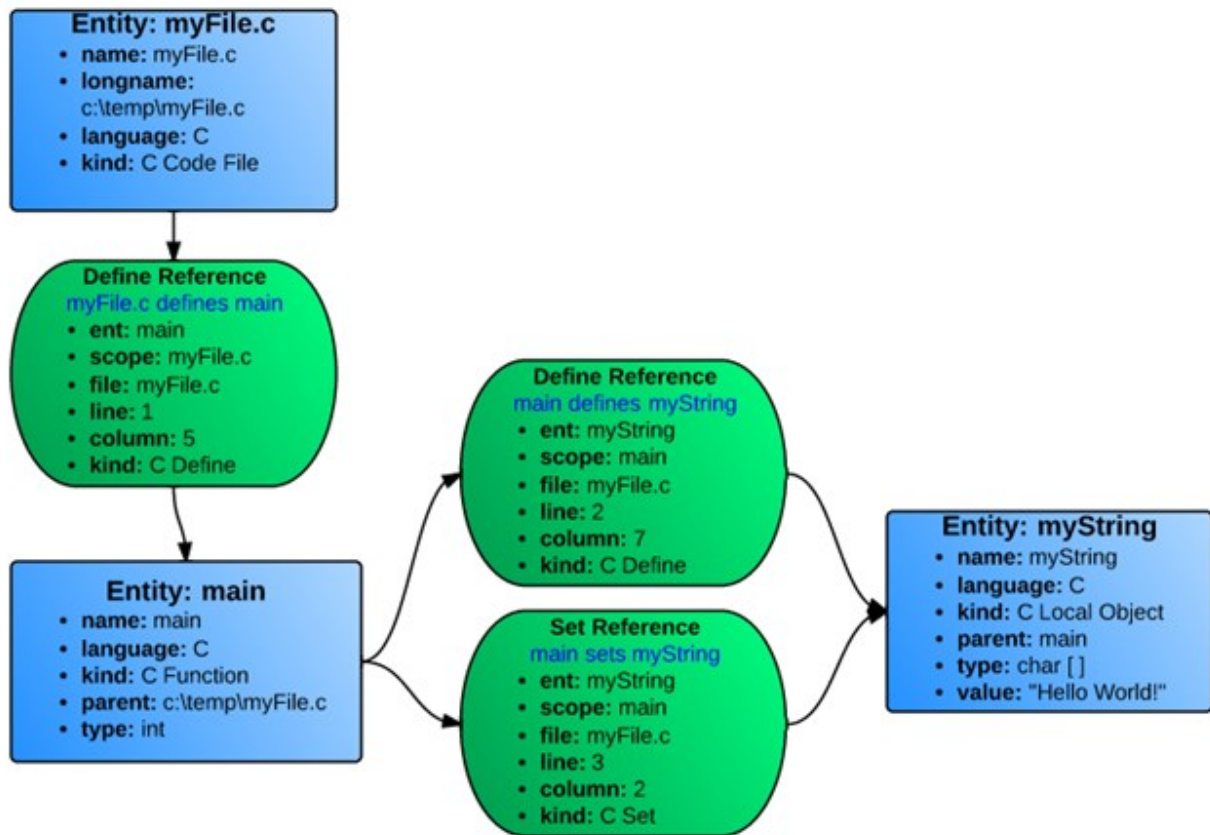 Entity: myFile.c
• name: myFile.c
• longname:
c:\temp\myFile.c
• language: C
• kind: C Code File
Define Reference
myFile.c defines main
• ent: main
• scope: myFile.c
• file: myFile.c
• line: 1
• column: 5
• kind: C Define
Entity: main
• name: main
• language: C
• kind: C Function
• parent: c:\temp\myFile.c
• type: int
Define Reference
main defines myString
• ent: myString
• scope: main
• file: myFile.c
• line: 2
• column: 7
• kind: C Define
Set Reference
main sets myString
• ent: myString
• scope: main
• file: myFile.c
• line: 3
• column: 2
• kind: C Set
Entity: myString
• name: myString
• language: C
• kind: C Local Object
• parent: main
• type: char [ ]
• value: "Hello World!"